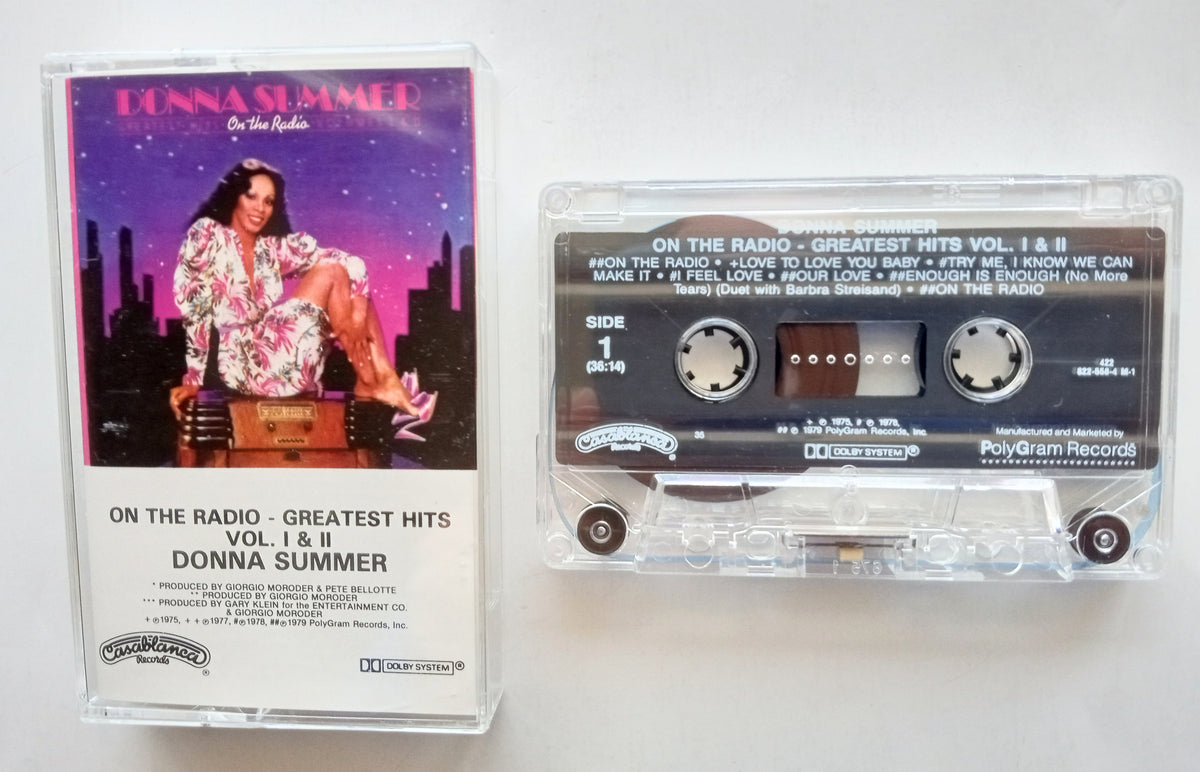 DONNA SUMMER
On the Radio
ON THE RADIO - GREATEST HITS
VOL. I & II
DONNA SUMMER
* PRODUCED BY GIORGIO MORODER & PETE BELLOTTE
** PRODUCED BY GIORGIO MORODER
*** PRODUCED BY GARY KLEIN for the ENTERTAINMENT CO.
& GIORGIO MORODER
+ ℗1975, + + ℗1977, #℗1978, ##℗1979 PolyGram Records, Inc.
Casablanca
Records
®
DOLBY SYSTEM®
DONNA SUMMER
ON THE RADIO - GREATEST HITS VOL. I & II
##ON THE RADIO • +LOVE TO LOVE YOU BABY • #TRY ME, I KNOW WE CAN
MAKE IT • #I FEEL LOVE • ##OUR LOVE • ##ENOUGH IS ENOUGH (No More
Tears) (Duet with Barbra Streisand) • ##ON THE RADIO
SIDE
1
(36:14)
422
822-558-4 M-1
+ ℗ 1975, # ℗ 1978,
## ℗ 1979 PolyGram Records, Inc.
Casablanca
Records
®
35
DOLBY SYSTEM®
Manufactured and Marketed by
PolyGram Records